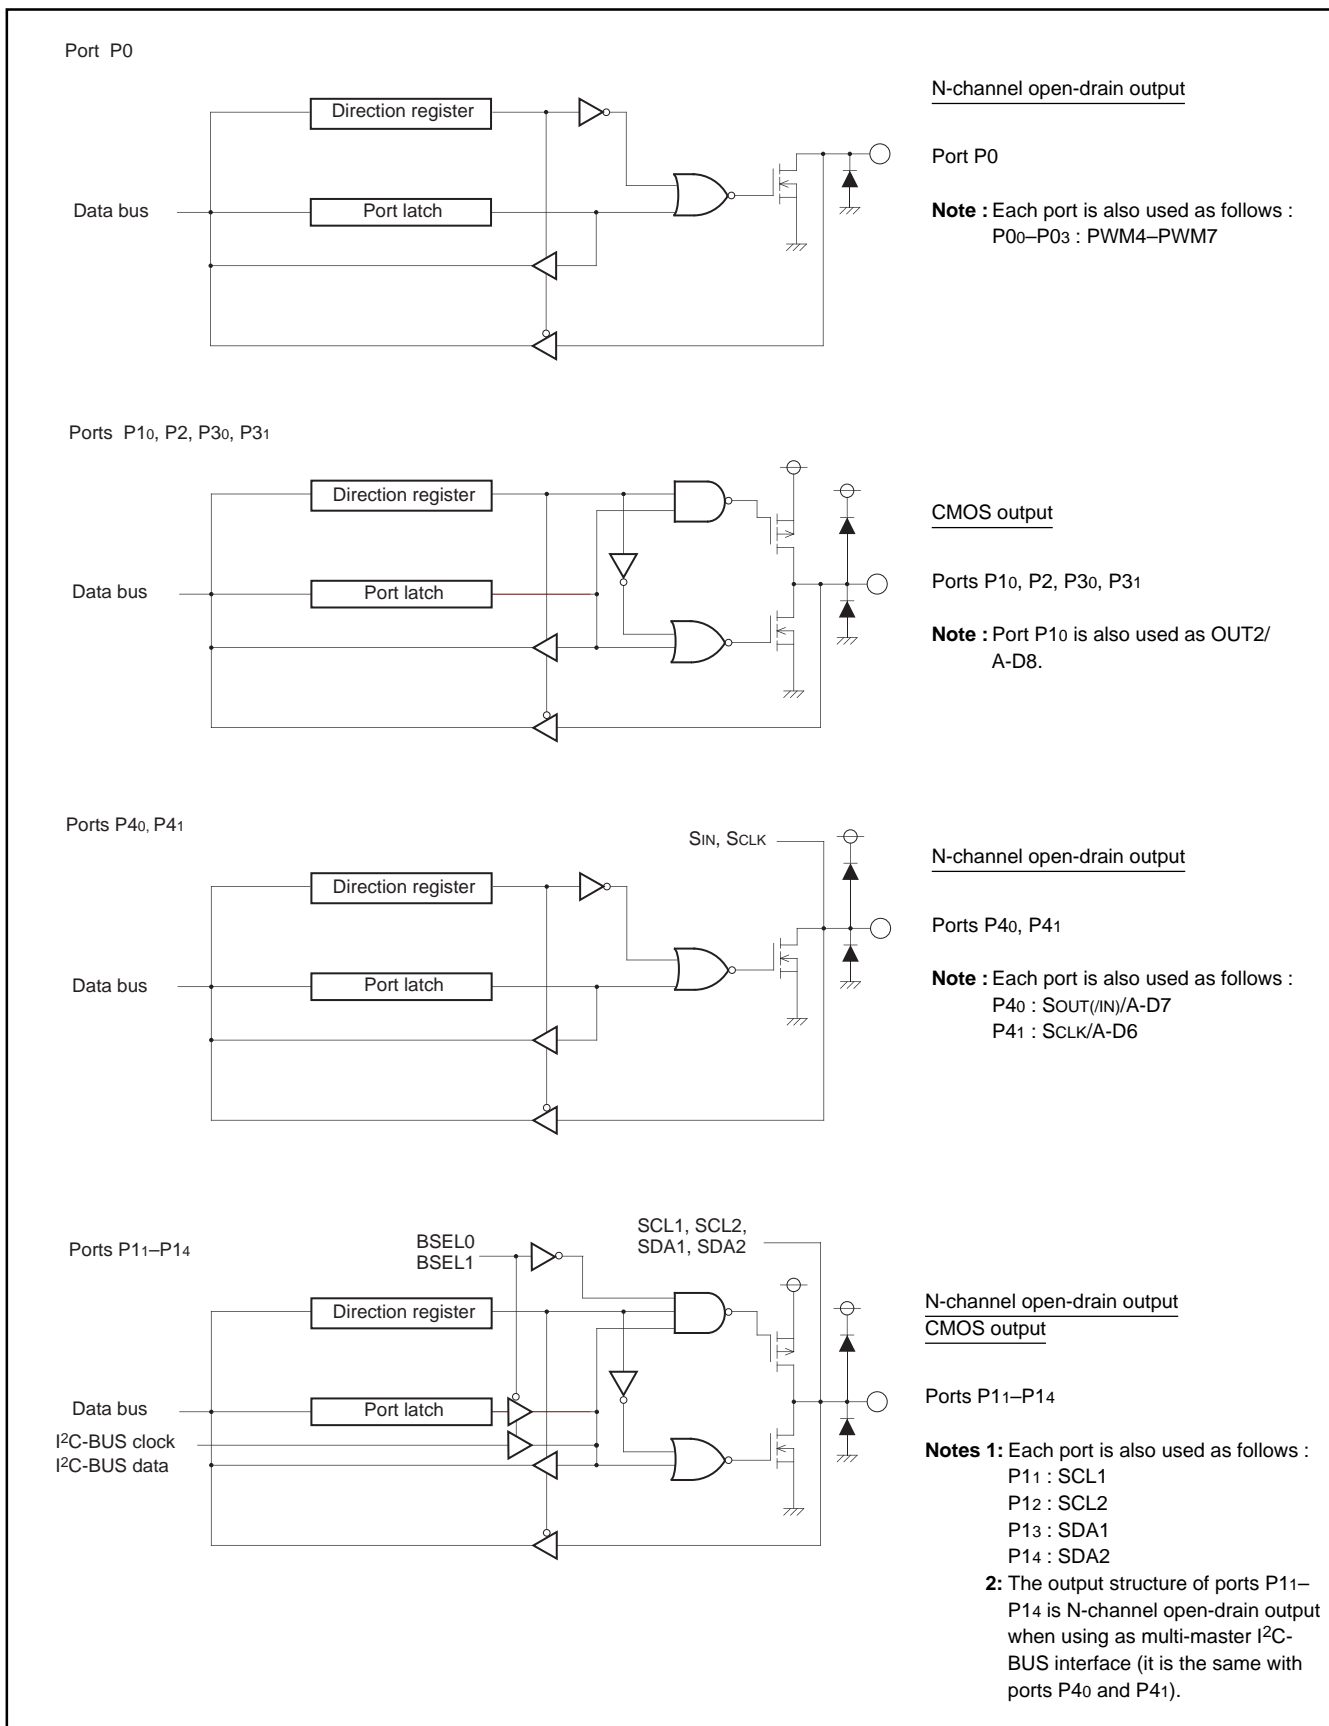 Port P0
Direction register
Port latch
Data bus
N-channel open-drain output
Port P0
Note : Each port is also used as follows :
P00–P03 : PWM4–PWM7
Ports P10, P2, P30, P31
Direction register
Port latch
Data bus
CMOS output
Ports P10, P2, P30, P31
Note : Port P10 is also used as OUT2/
A-D8.
Ports P40, P41
SIN, SCLK
Direction register
Port latch
Data bus
N-channel open-drain output
Ports P40, P41
Note : Each port is also used as follows :
P40 : SOUT(/IN)/A-D7
P41 : SCLK/A-D6
Ports P11–P14
BSEL0
BSEL1
SCL1, SCL2,
SDA1, SDA2
Direction register
Port latch
Data bus
I2C-BUS clock
I2C-BUS data
N-channel open-drain output
CMOS output
Ports P11–P14
Notes 1: Each port is also used as follows :
P11 : SCL1
P12 : SCL2
P13 : SDA1
P14 : SDA2
2: The output structure of ports P11–
P14 is N-channel open-drain output
when using as multi-master I2C-
BUS interface (it is the same with
ports P40 and P41).